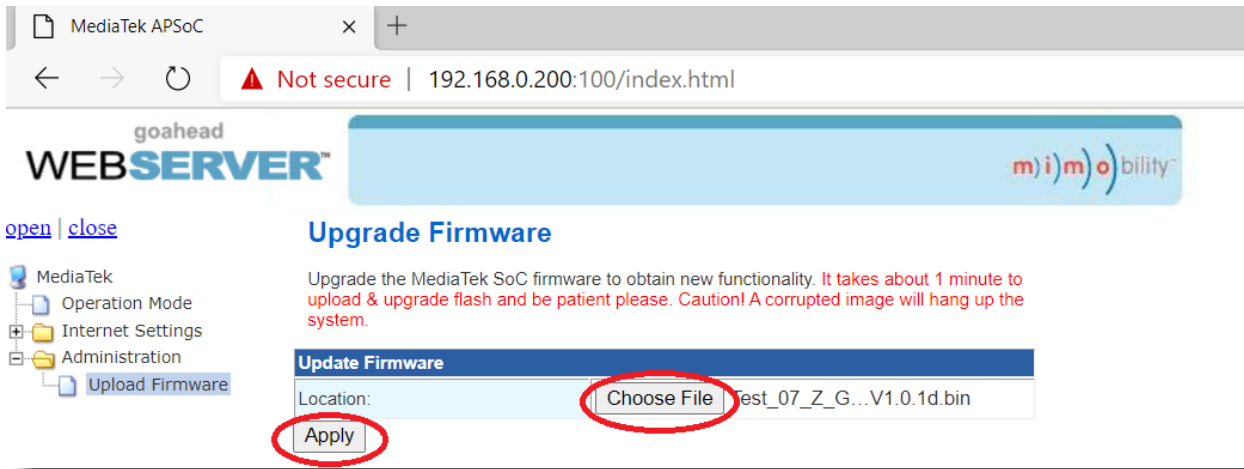 MediaTek APSoC
Not secure | 192.168.0.200:100/index.html
goahead
WEBSERVER™
m)i)m)o)bility™
open | close
Upgrade Firmware
MediaTek
Operation Mode
Internet Settings
Administration
Upload Firmware
Upgrade the MediaTek SoC firmware to obtain new functionality. It takes about 1 minute to
upload & upgrade flash and be patient please. Caution! A corrupted image will hang up the
system.
Update Firmware
Location:
Choose File Test_07_Z_G...V1.0.1d.bin
Apply